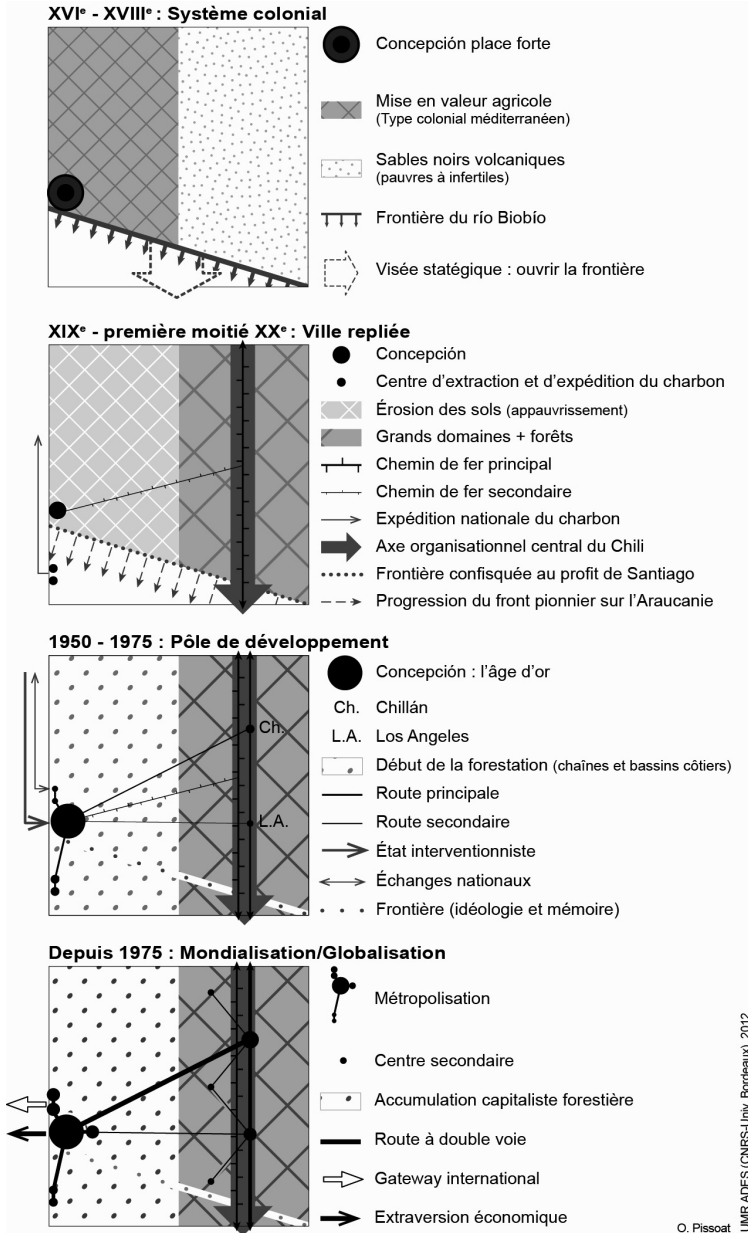 XVIᵉ - XVIIIᵉ : Système colonial
Concepción place forte
Mise en valeur agricole
(Type colonial méditerranéen)
Sables noirs volcaniques
(pauvres à infertiles)
Frontière du río Biobío
Visée statégique : ouvrir la frontière
XIXᵉ - première moitié XXᵉ : Ville repliée
Concepción
Centre d'extraction et d'expédition du charbon
Érosion des sols (appauvrissement)
Grands domaines + forêts
Chemin de fer principal
Chemin de fer secondaire
Expédition nationale du charbon
Axe organisationnel central du Chili
Frontière confisquée au profit de Santiago
Progression du front pionnier sur l'Araucanie
1950 - 1975 : Pôle de développement
Ch.
L.A.
Concepción : l'âge d'or
Ch. Chillán
L.A. Los Angeles
Début de la forestation (chaînes et bassins côtiers)
Route principale
Route secondaire
État interventionniste
Échanges nationaux
Frontière (idéologie et mémoire)
Depuis 1975 : Mondialisation/Globalisation
Métropolisation
Centre secondaire
Accumulation capitaliste forestière
Route à double voie
Gateway international
Extraversion économique
O. Pissoat
UMR ADES (CNRS-Univ. Bordeaux), 2012